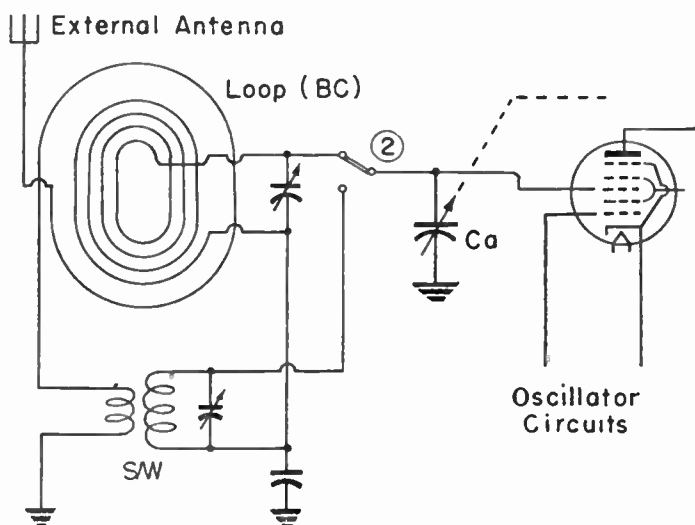 External Antenna
Loop (BC)
2
Ca
Oscillator
Circuits
S/W